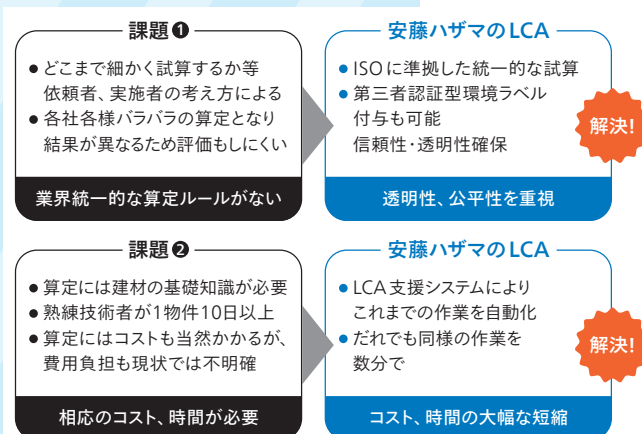 課題❶
● どこまで細かく試算するか等
依頼者、実施者の考え方による
● 各社各様バラバラの算定となり
結果が異なるため評価もしにくい
業界統一的な算定ルールがない
安藤ハザマのLCA
● ISOに準拠した統一的な試算
● 第三者認証型環境ラベル
付与も可能
信頼性・透明性確保
透明性、公平性を重視
解決!
課題❷
● 算定には建材の基礎知識が必要
● 熟練技術者が1物件10日以上
● 算定にはコストも当然かかるが、
費用負担も現状では不明確
相応のコスト、時間が必要
安藤ハザマのLCA
● LCA支援システムにより
これまでの作業を自動化
● だれでも同様の作業を
数分で
コスト、時間の大幅な短縮
解決!